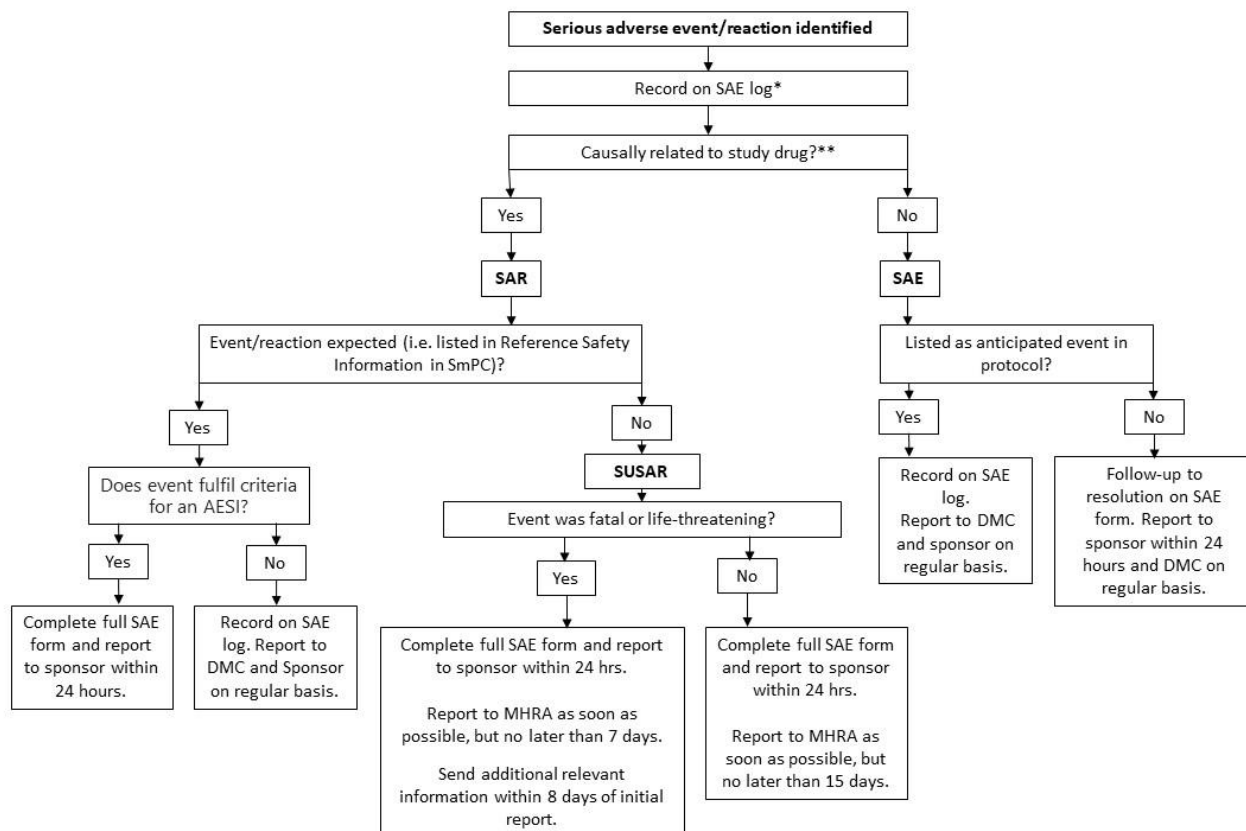 Serious adverse event/reaction identified
Record on SAE log*
Causally related to study drug?**
Yes
No
SAR
SAE
Event/reaction expected (i.e. listed in Reference Safety
Information in SmPC)?
Listed as anticipated event in
protocol?
Yes
No
Yes
No
SUSAR
Does event fulfil criteria
for an AESI?
Event was fatal or life-threatening?
Record on SAE
log.
Report to DMC
and sponsor on
regular basis.
Follow-up to
resolution on SAE
form. Report to
sponsor within 24
hours and DMC on
regular basis.
Yes
No
Yes
No
Complete full SAE
form and report
to sponsor within
24 hours.
Record on SAE
log. Report to
DMC and Sponsor
on regular basis.
Complete full SAE form and report
to sponsor within 24 hrs.
Report to MHRA as soon as
possible, but no later than 7 days.
Send additional relevant
information within 8 days of initial
report.
Complete full SAE form
and report to sponsor
within 24 hrs.
Report to MHRA as
soon as possible, but
no later than 15 days.